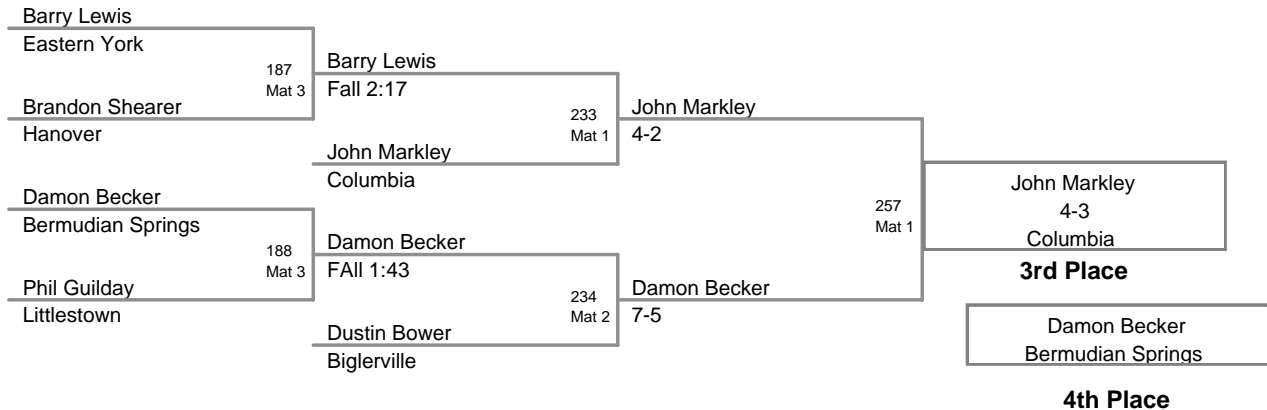 Barry Lewis
Eastern York
187
Mat 3
Brandon Shearer
Hanover
Barry Lewis
Fall 2:17
233
Mat 1
John Markley
Columbia
John Markley
4-2
Damon Becker
Bermudian Springs
188
Mat 3
Phil Guilday
Littlestown
Damon Becker
FAll 1:43
234
Mat 2
Dustin Bower
Biglerville
Damon Becker
7-5
257
Mat 1
John Markley
4-3
Columbia
3rd Place
Damon Becker
Bermudian Springs
4th Place